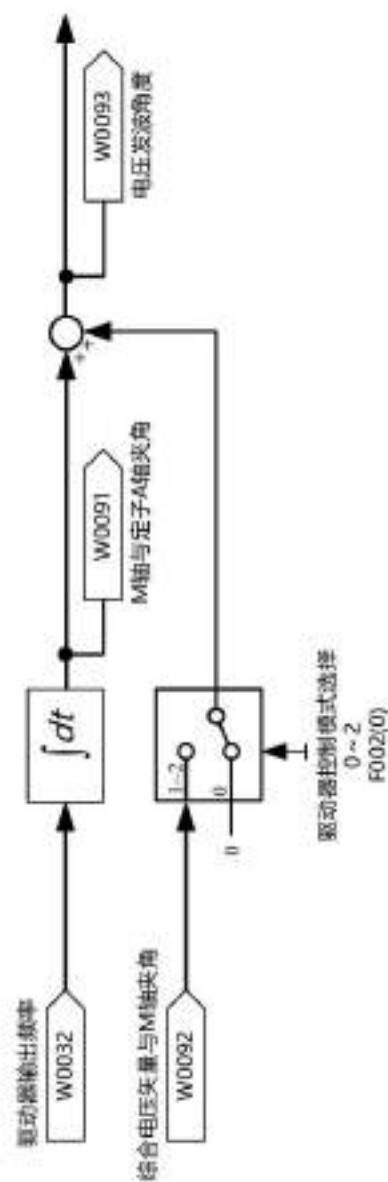 驱动器输出频率
W0032
∫dt
W0091
M轴与定子A轴夹角
+
+
W0093
电压发波角度
综合电压矢量与M轴夹角
W0092
1~2
0
0
驱动器控制模式选择
0~2
F002(0)